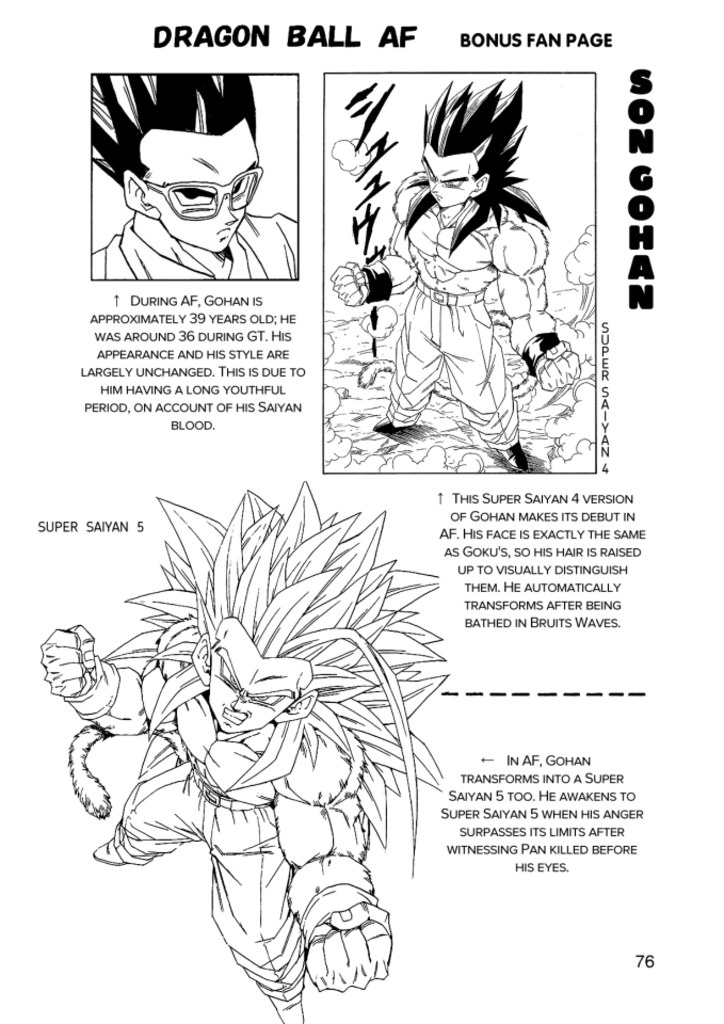 DRAGON BALL AF
BONUS FAN PAGE
SON GOHAN
↑ DURING AF, GOHAN IS
APPROXIMATELY 39 YEARS OLD; HE
WAS AROUND 36 DURING GT. HIS
APPEARANCE AND HIS STYLE ARE
LARGELY UNCHANGED. THIS IS DUE TO
HIM HAVING A LONG YOUTHFUL
PERIOD, ON ACCOUNT OF HIS SAIYAN
BLOOD.
SUPER SAIYAN 4
↑ THIS SUPER SAIYAN 4 VERSION
OF GOHAN MAKES ITS DEBUT IN
AF. HIS FACE IS EXACTLY THE SAME
AS GOKU'S, SO HIS HAIR IS RAISED
UP TO VISUALLY DISTINGUISH
THEM. HE AUTOMATICALLY
TRANSFORMS AFTER BEING
BATHED IN BRUITS WAVES.
SUPER SAIYAN 5
← IN AF, GOHAN
TRANSFORMS INTO A SUPER
SAIYAN 5 TOO. HE AWAKENS TO
SUPER SAIYAN 5 WHEN HIS ANGER
SURPASSES ITS LIMITS AFTER
WITNESSING PAN KILLED BEFORE
HIS EYES.
76